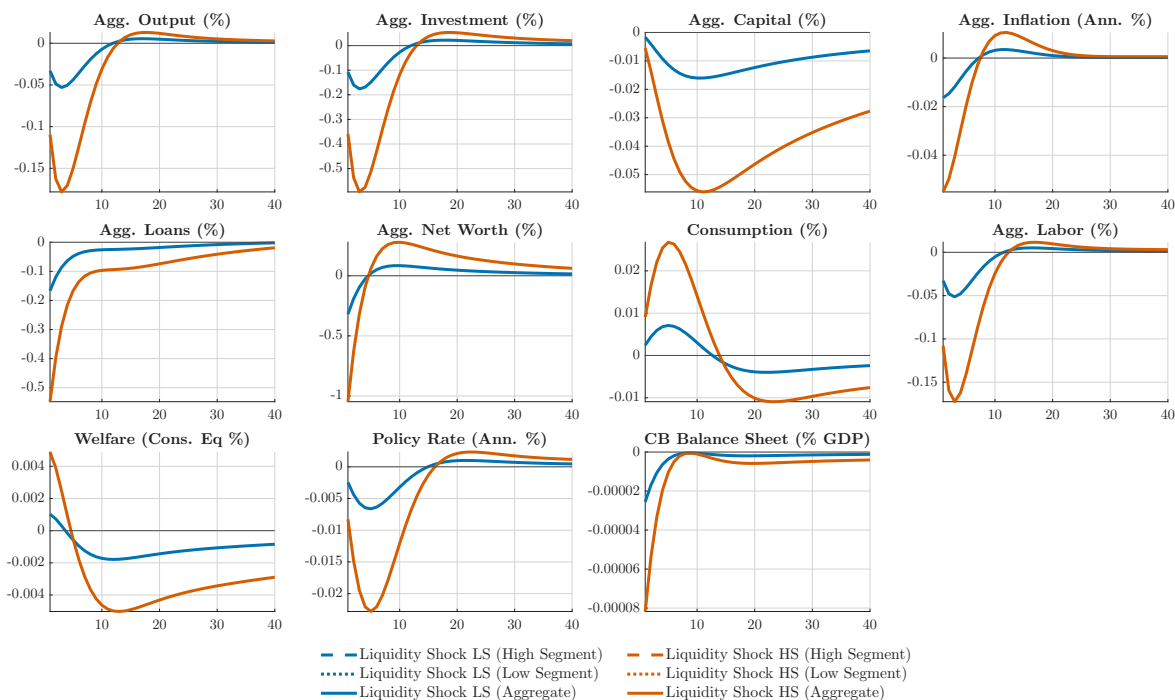 Agg. Output (%)
0
-0.05
-0.1
-0.15
10 20 30 40
Agg. Investment (%)
0.1
0
-0.1
-0.2
-0.3
-0.4
-0.5
10 20 30 40
Agg. Capital (%)
0
-0.01
-0.02
-0.03
-0.04
-0.05
10 20 30 40
Agg. Inflation (Ann. %)
0
-0.02
-0.04
10 20 30 40
Agg. Loans (%)
0
-0.1
-0.2
-0.3
-0.4
-0.5
10 20 30 40
Agg. Net Worth (%)
0
-0.5
-1
10 20 30 40
Consumption (%)
0.02
0.01
0
-0.01
10 20 30 40
Agg. Labor (%)
0
-0.05
-0.1
-0.15
10 20 30 40
Welfare (Cons. Eq %)
0.004
0.002
0
-0.002
-0.004
10 20 30 40
Policy Rate (Ann. %)
0
-0.005
-0.01
-0.015
-0.02
10 20 30 40
CB Balance Sheet (% GDP)
0
-0.00002
-0.00004
-0.00006
-0.00008
10 20 30 40
Liquidity Shock LS (High Segment)
Liquidity Shock LS (Low Segment)
Liquidity Shock LS (Aggregate)
Liquidity Shock HS (High Segment)
Liquidity Shock HS (Low Segment)
Liquidity Shock HS (Aggregate)